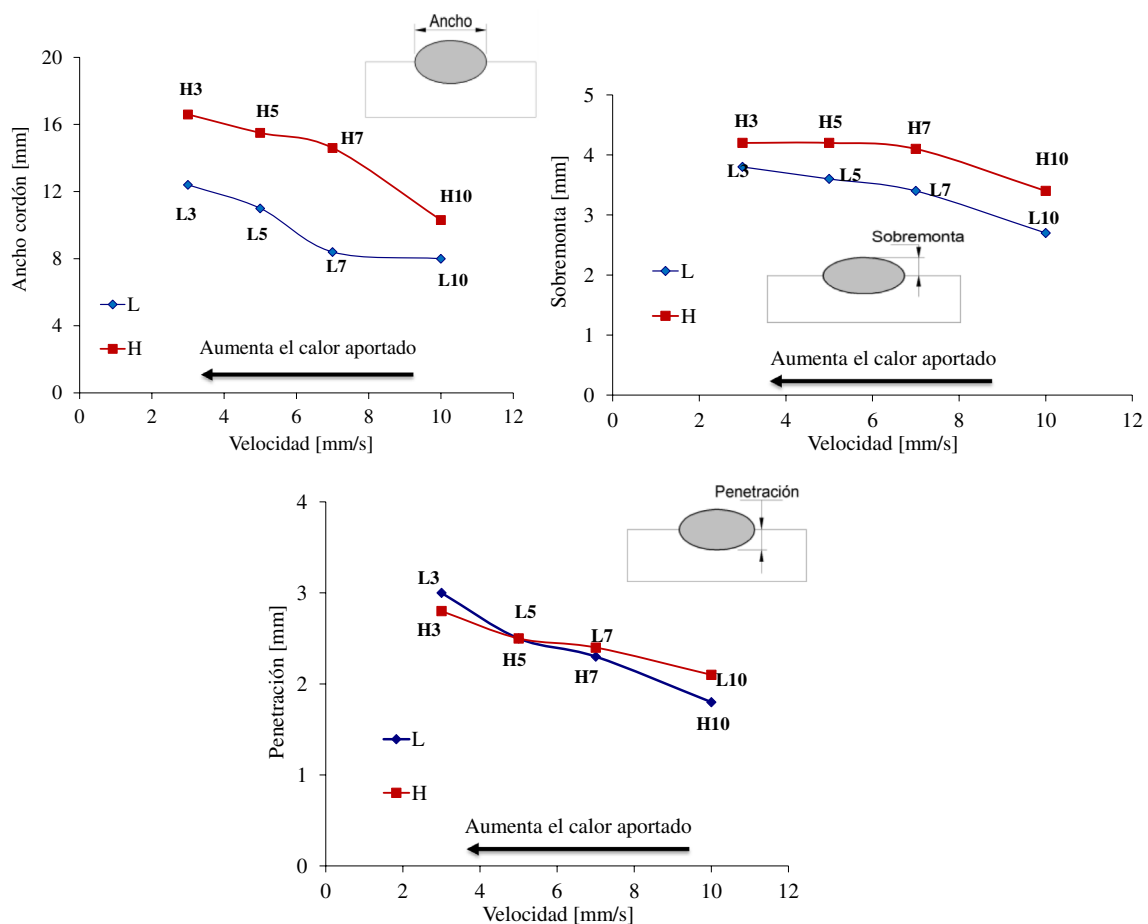 Ancho
20
16
12
8
4
0
Ancho cordón [mm]
H3
H5
H7
H10
L3
L5
L7
L10
L
H
Aumenta el calor aportado
0 2 4 6 8 10 12
Velocidad [mm/s]
5
4
3
2
1
0
Sobremonta [mm]
H3
H5
H7
H10
L3
L5
L7
L10
Sobremonta
L
H
Aumenta el calor aportado
0 2 4 6 8 10 12
Velocidad [mm/s]
Penetración
4
3
2
1
0
Penetración [mm]
L3
H3
L5
H5
L7
H7
L10
H10
L
H
Aumenta el calor aportado
0 2 4 6 8 10 12
Velocidad [mm/s]